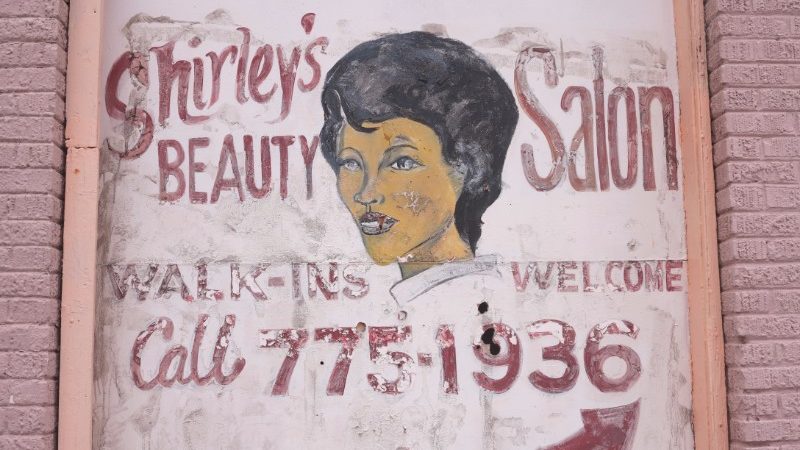 Shirley's
BEAUTY Salon
WALK-INS WELCOME
Call 775-1936